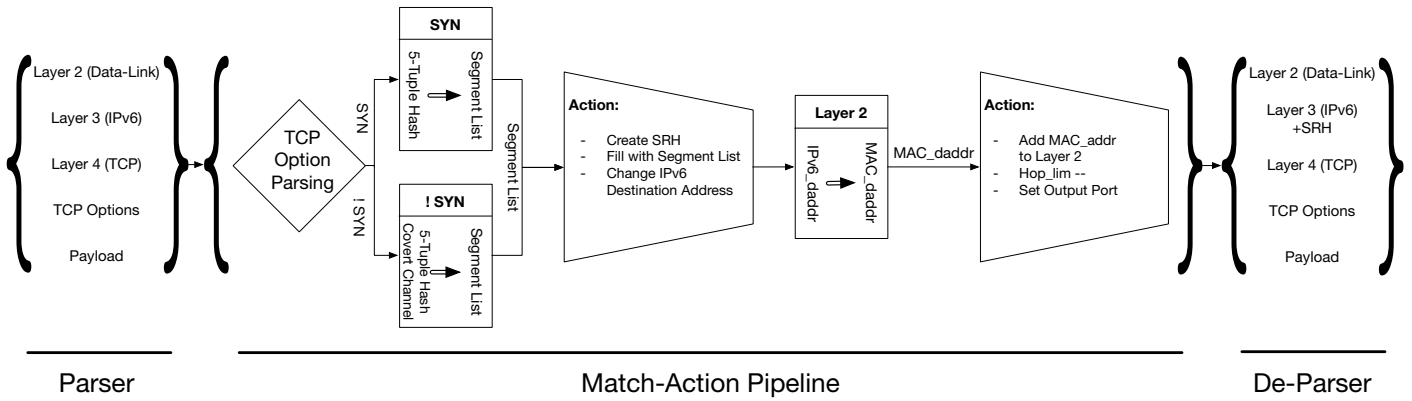 Layer 2 (Data-Link)
Layer 3 (IPv6)
Layer 4 (TCP)
TCP Options
Payload
TCP
Option
Parsing
SYN
! SYN
SYN
5-Tuple Hash
Segment List
! SYN
5-Tuple Hash
Covert Channel
Segment List
Segment List
Action:
- Create SRH
- Fill with Segment List
- Change IPv6
Destination Address
Layer 2
IPv6_daddr
MAC_daddr
MAC_daddr
Action:
- Add MAC_addr
to Layer 2
- Hop_lim --
- Set Output Port
Layer 2 (Data-Link)
Layer 3 (IPv6)
+SRH
Layer 4 (TCP)
TCP Options
Payload
Parser
Match-Action Pipeline
De-Parser